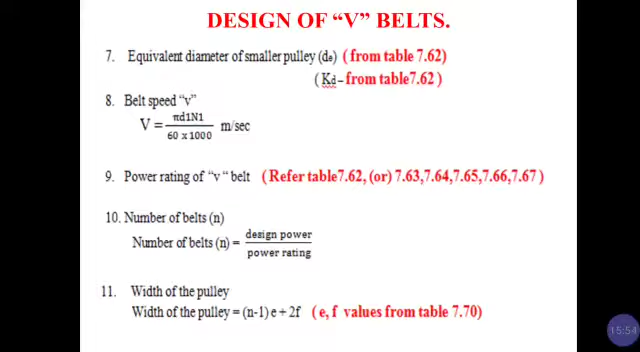 DESIGN OF “V” BELTS.
7. Equivalent diameter of smaller pulley (de) ( from table 7.62)
( Kd – from table7.62 )
8. Belt speed “v”
V = πd1N1 / 60 x 1000 m/sec
9. Power rating of “v “ belt ( Refer table7.62, (or) 7.63,7.64,7.65,7.66,7.67 )
10. Number of belts (n)
Number of belts (n) = design power / power rating
11. Width of the pulley
Width of the pulley = (n-1) e + 2f ( e, f values from table 7.70)
15:54